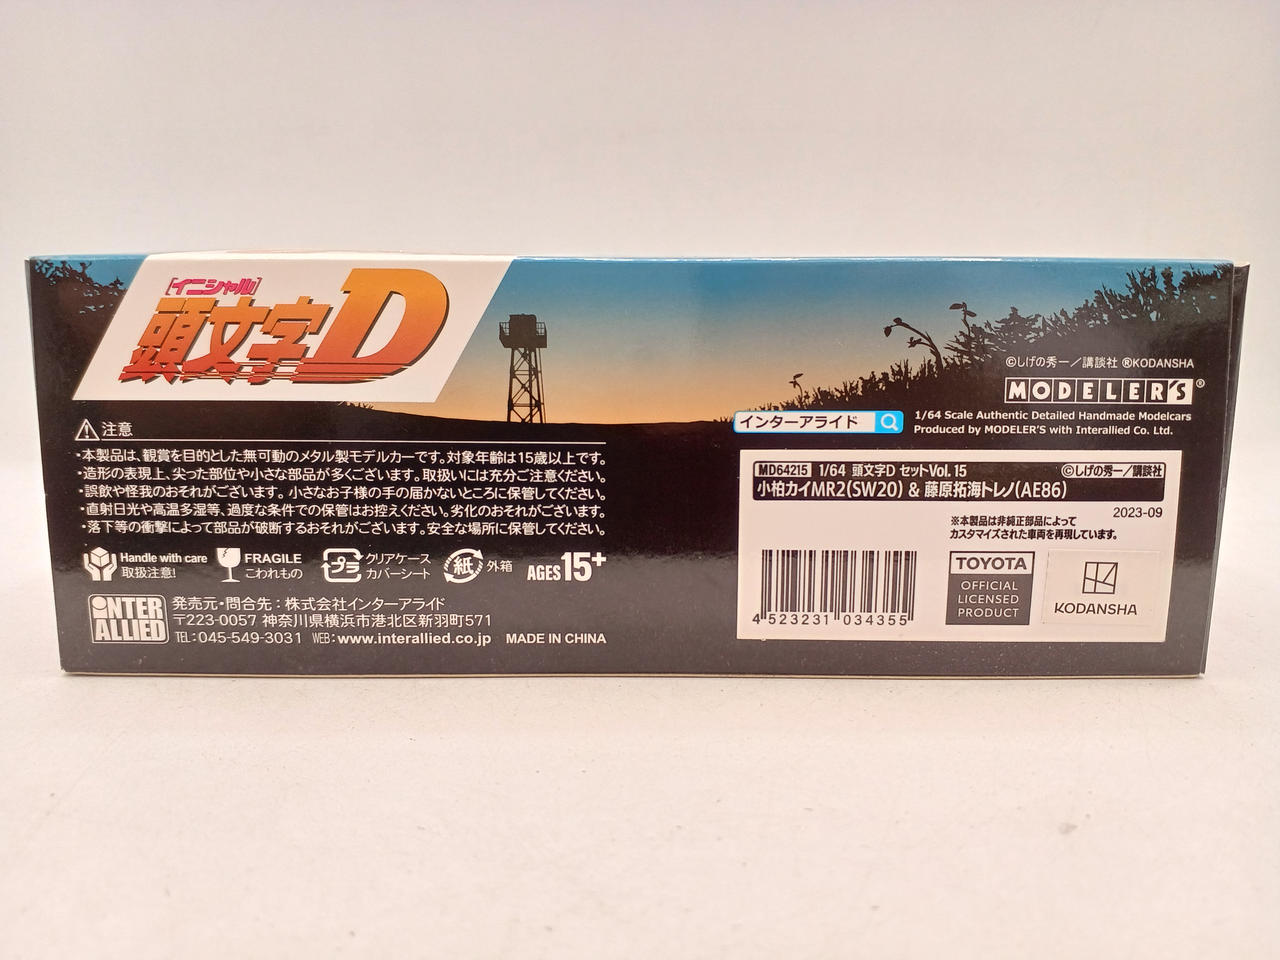 [イニシャル]
頭文字D
⚠注意
・本製品は、観賞を目的とした無可動のメタル製モデルカーです。対象年齢は15歳以上です。
・造形の表現上、尖った部位や小さな部品が多くございます。取扱いには充分ご注意ください。
・誤飲や怪我のおそれがございます。小さなお子様の手の届かないところに保管してください。
・直射日光や高温多湿等、過度な条件での保管はお控えください。劣化のおそれがございます。
・落下等の衝撃によって部品が破断するおそれがございます。安全な場所に保管してください。
Handle with care
取扱注意!
FRAGILE
こわれもの
プラ
クリアケース
カバーシート
紙
外箱
AGES15+
INTER
ALLIED
発売元・問合先：株式会社インターアライド
〒223-0057 神奈川県横浜市港北区新羽町571
TEL:045-549-3031 WEB:www.interallied.co.jp MADE IN CHINA
©しげの秀一／講談社 ®KODANSHA
MODELER'S®
インターアライド
1/64 Scale Authentic Detailed Handmade Modelcars
Produced by MODELER'S with Interallied Co. Ltd.
MD64215 1/64 頭文字D セットVol. 15 ©しげの秀一／講談社
小柏カイMR2(SW20) & 藤原拓海トレノ(AE86)
2023-09
※本製品は非純正部品によって
カスタマイズされた車両を再現しています。
4 523231 034355
TOYOTA
OFFICIAL
LICENSED
PRODUCT
KODANSHA